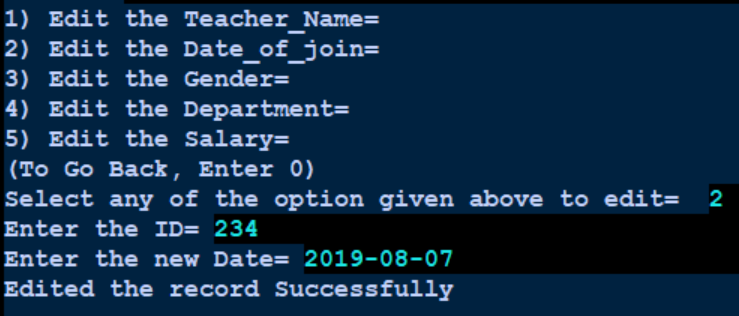 1) Edit the Teacher_Name=
2) Edit the Date_of_join=
3) Edit the Gender=
4) Edit the Department=
5) Edit the Salary=
(To Go Back, Enter 0)
Select any of the option given above to edit=  2
Enter the ID= 234
Enter the new Date= 2019-08-07
Edited the record Successfully